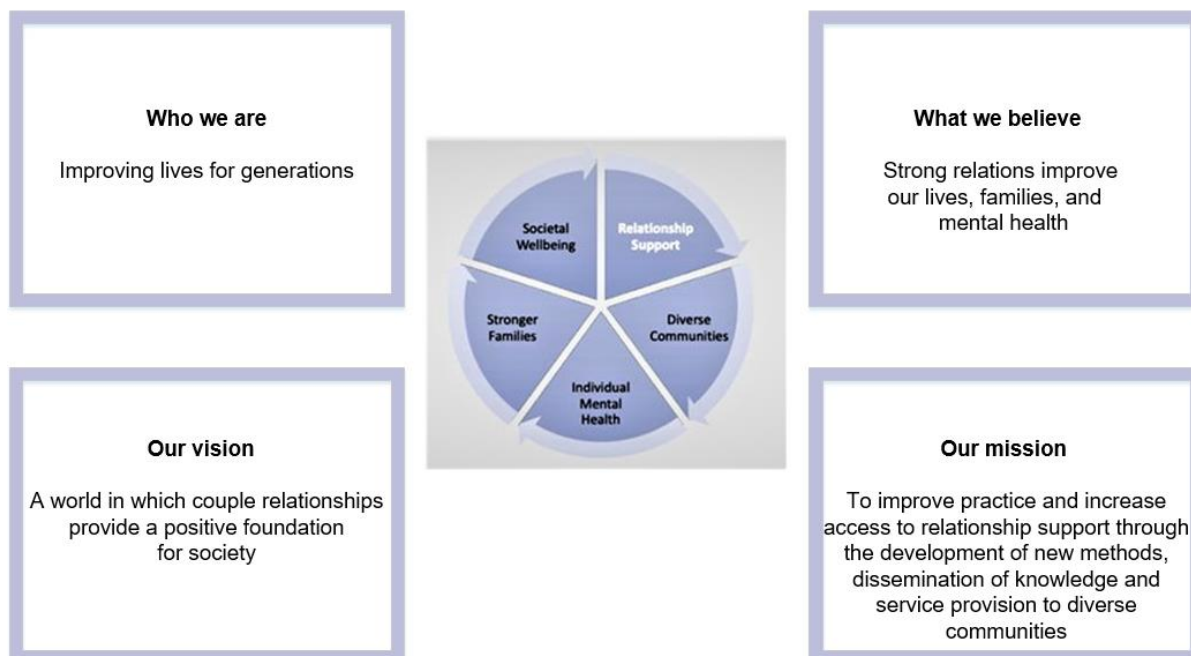 Who we are
Improving lives for generations
What we believe
Strong relations improve
our lives, families, and
mental health
Societal
Wellbeing
Relationship
Support
Stronger
Families
Diverse
Communities
Individual
Mental
Health
Our vision
A world in which couple relationships
provide a positive foundation
for society
Our mission
To improve practice and increase
access to relationship support through
the development of new methods,
dissemination of knowledge and
service provision to diverse
communities